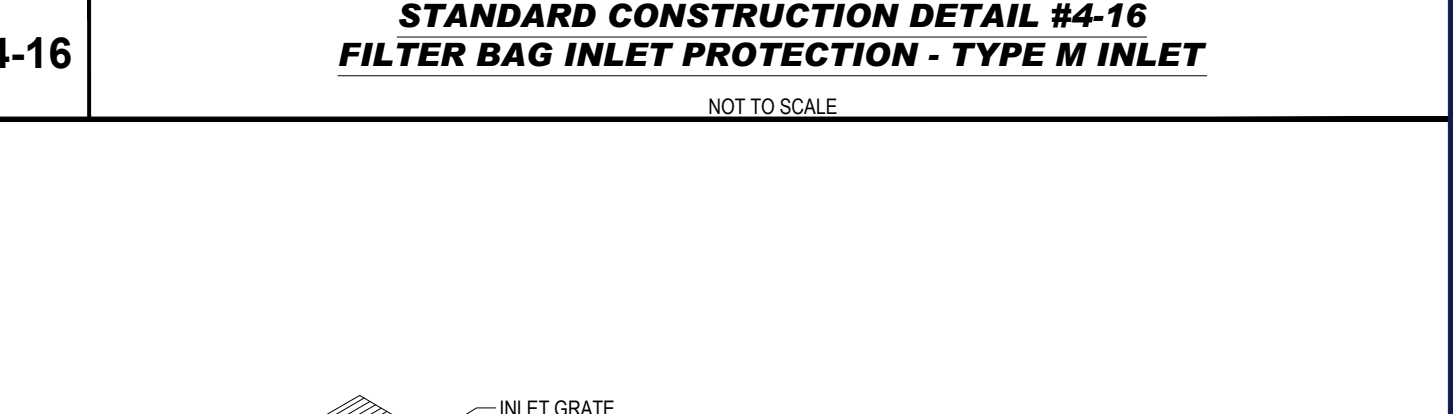 STANDARD CONSTRUCTION DETAIL #4-16
4-16
FILTER BAG INLET PROTECTION - TYPE M INLET
NOT TO SCALE
INLET GRATE